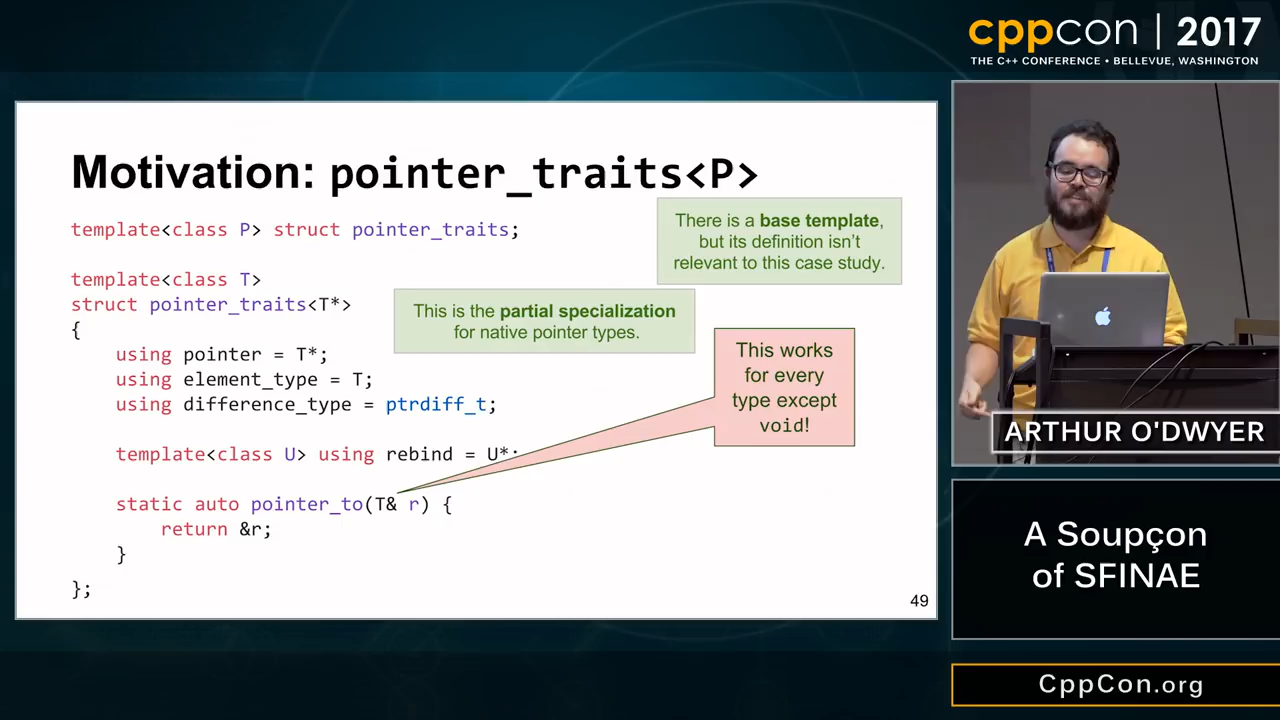 cppcon | 2017
THE C++ CONFERENCE • BELLEVUE, WASHINGTON
Motivation: pointer_traits<P>
template<class P> struct pointer_traits;
There is a base template,
but its definition isn't
relevant to this case study.
template<class T>
struct pointer_traits<T*>
{
This is the partial specialization
for native pointer types.
using pointer = T*;
using element_type = T;
using difference_type = ptrdiff_t;
This works
for every
type except
void!
template<class U> using rebind = U*;
static auto pointer_to(T& r) {
return &r;
}
};
49
ARTHUR O'DWYER
A Soupçon
of SFINAE
CppCon.org